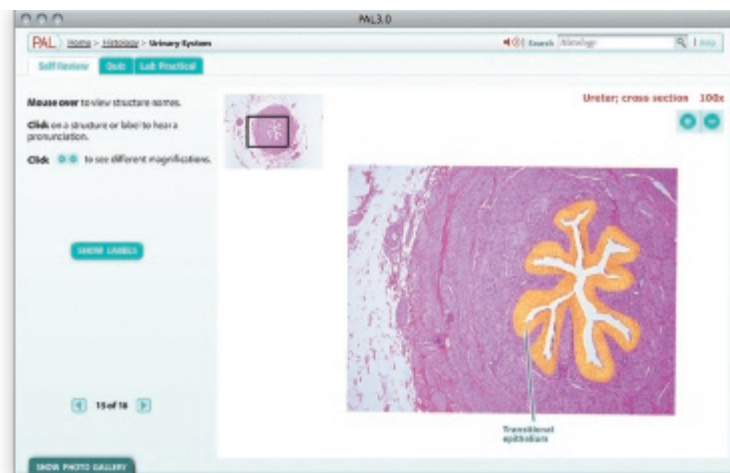 PAL3.0
PAL Home > Histology > Urinary System
Search Histology Help
Self Review Quiz Lab Practical
Mouse over to view structure names.
Click on a structure or label to hear a
pronunciation.
Click to see different magnifications.
Ureter; cross section 100x
SHOW LABELS
15 of 16
Transitional
epithelium
SHOW PHOTO GALLERY